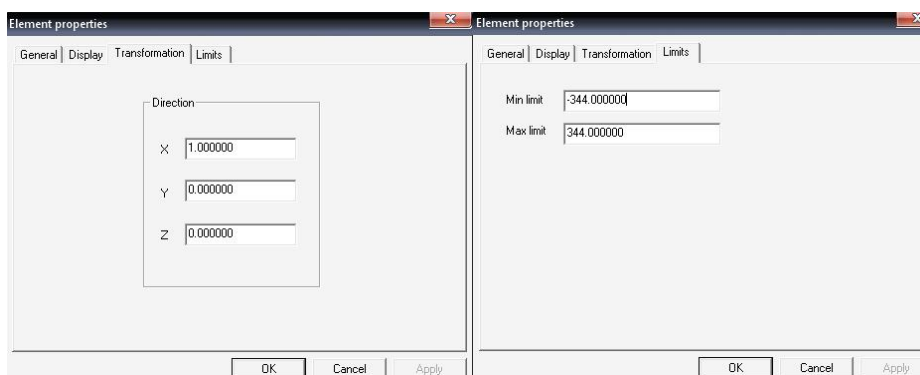 Element properties
General Display Transformation Limits
Direction
X 1.000000
Y 0.000000
Z 0.000000
OK Cancel Apply
Element properties
General Display Transformation Limits
Min limit -344.000000
Max limit 344.000000
OK Cancel Apply